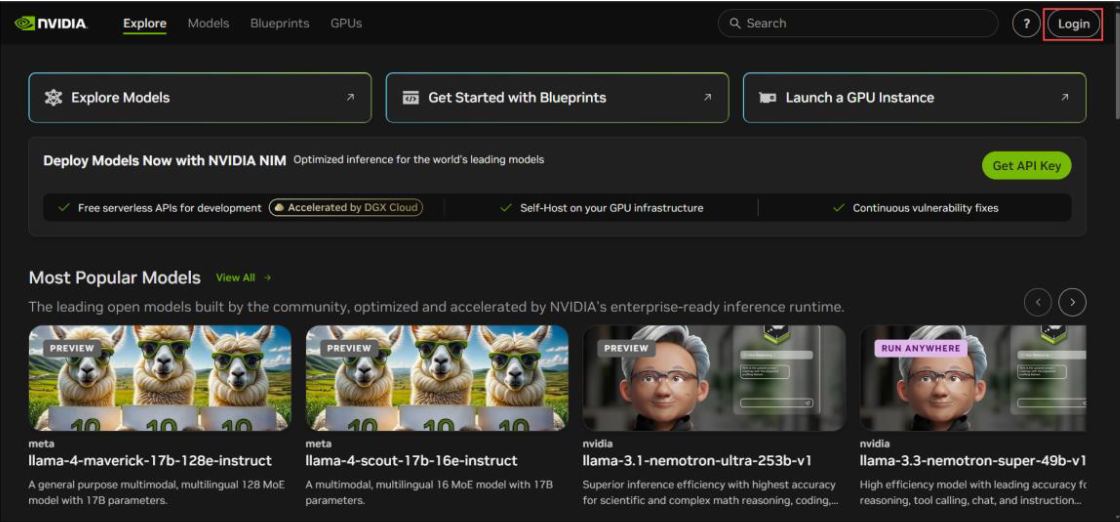 NVIDIA. Explore Models Blueprints GPUs Search ? Login
Explore Models Get Started with Blueprints Launch a GPU Instance
Deploy Models Now with NVIDIA NIM Optimized inference for the world's leading models
Get API Key
Free serverless APIs for development Accelerated by DGX Cloud Self-Host on your GPU infrastructure Continuous vulnerability fixes
Most Popular Models View All
The leading open models built by the community, optimized and accelerated by NVIDIA's enterprise-ready inference runtime.
PREVIEW PREVIEW PREVIEW RUN ANYWHERE
10 10 10 10 10 10
meta
llama-4-maverick-17b-128e-instruct
A general purpose multimodal, multilingual 128 MoE
model with 17B parameters.
meta
llama-4-scout-17b-16e-instruct
A multimodal, multilingual 16 MoE model with 17B
parameters.
nvidia
llama-3.1-nemotron-ultra-253b-v1
Superior inference efficiency with highest accuracy
for scientific and complex math reasoning, coding,...
nvidia
llama-3.3-nemotron-super-49b-v1
High efficiency model with leading accuracy fo
reasoning, tool calling, chat, and instruction...